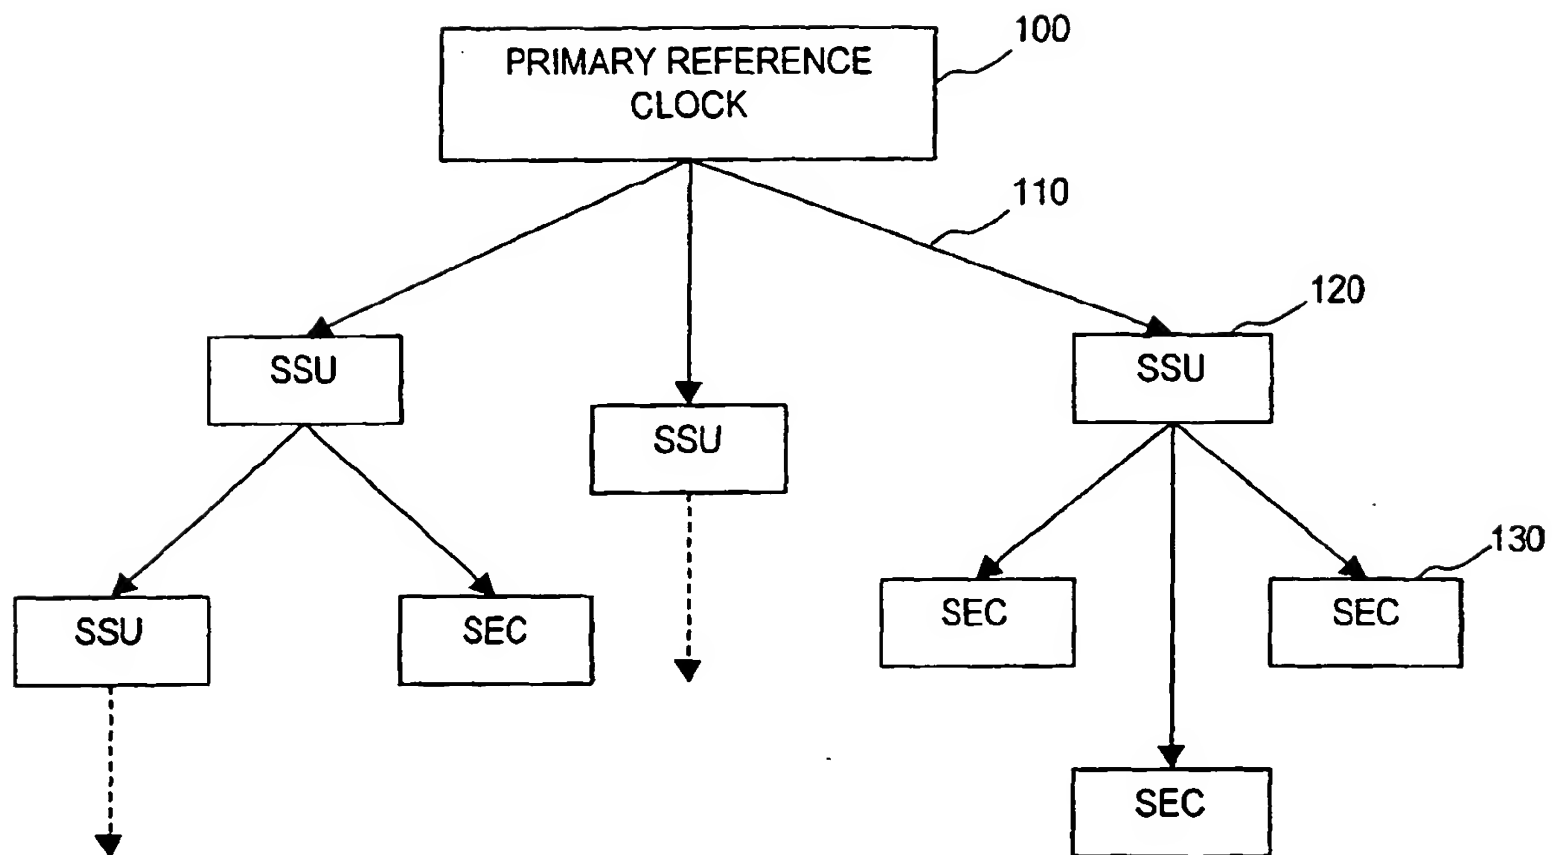 PRIMARY REFERENCE
CLOCK
100
110
120
SSU
SSU
SSU
130
SSU
SEC
SEC
SEC
SEC